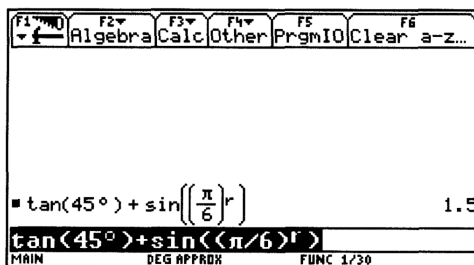 F1 F2 F3 F4 F5 F6
Algebra Calc Other PrgmIO Clear a-z…
tan(45°) + sin((π/6)ʳ) 1.5
tan(45°)+sin((π/6)ʳ)
MAIN DEG APPROX FUNC 1/30